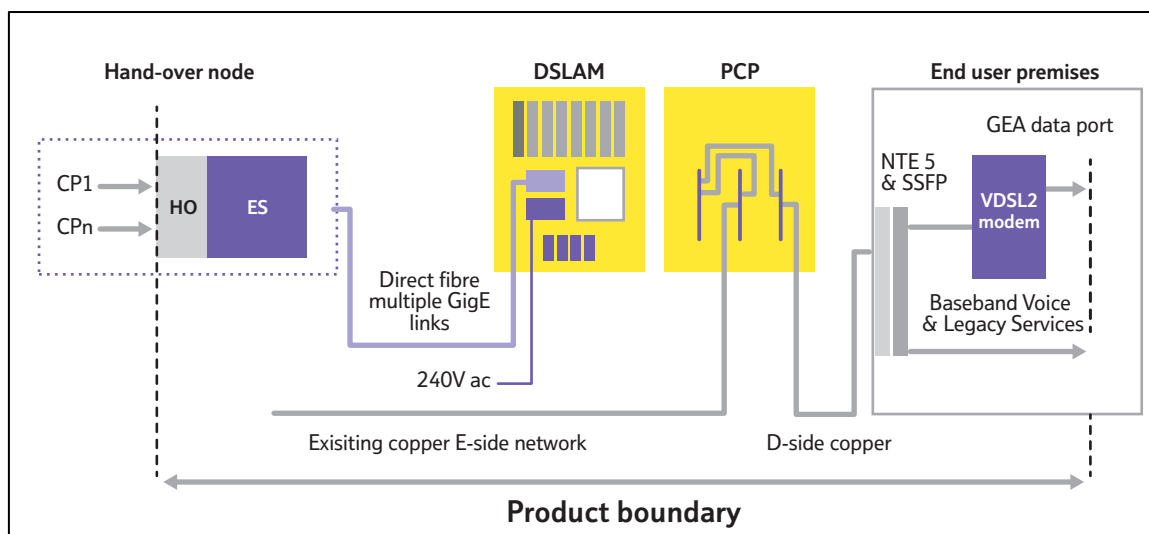 Hand-over node
DSLAM
PCP
End user premises
GEA data port
CP1
CPn
HO
ES
NTE 5
& SSFP
VDSL2
modem
Direct fibre
multiple GigE
links
Baseband Voice
& Legacy Services
240V ac
Exisiting copper E-side network
D-side copper
Product boundary